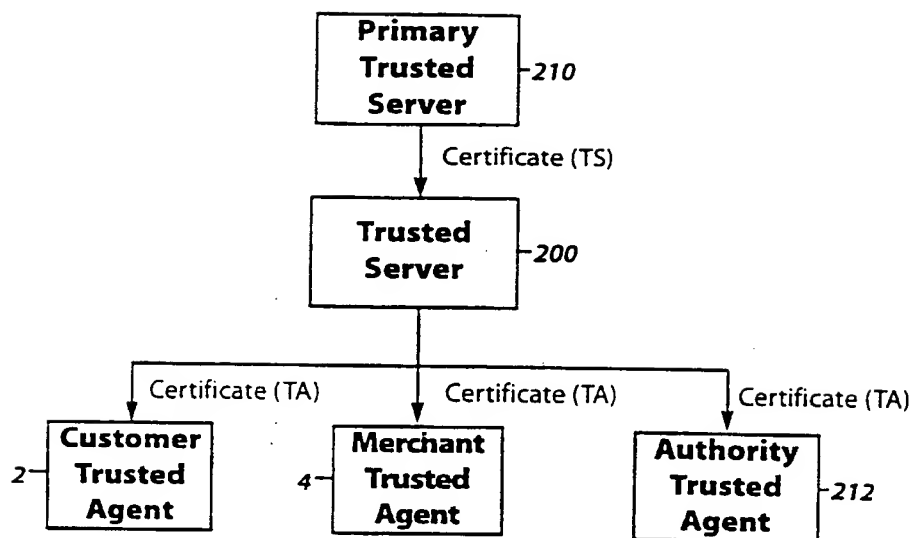 Primary
Trusted
Server
210
Certificate (TS)
Trusted
Server
200
Certificate (TA)
Certificate (TA)
Certificate (TA)
Customer
Trusted
Agent
2
Merchant
Trusted
Agent
4
Authority
Trusted
Agent
212